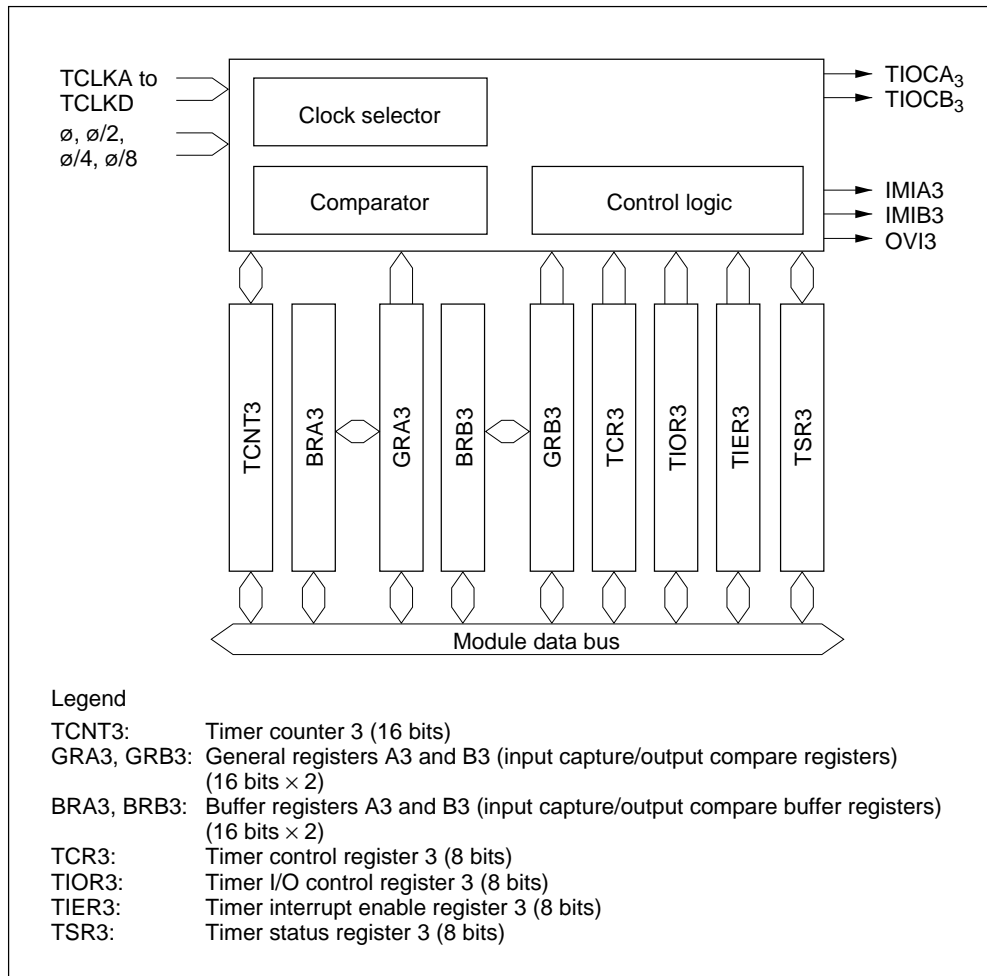 TCLKA to
TCLKD
ø, ø/2,
ø/4, ø/8
Clock selector
Comparator
Control logic
TIOCA3
TIOCB3
IMIA3
IMIB3
OVI3
TCNT3
BRA3
GRA3
BRB3
GRB3
TCR3
TIOR3
TIER3
TSR3
Module data bus
Legend
TCNT3: Timer counter 3 (16 bits)
GRA3, GRB3: General registers A3 and B3 (input capture/output compare registers)
(16 bits × 2)
BRA3, BRB3: Buffer registers A3 and B3 (input capture/output compare buffer registers)
(16 bits × 2)
TCR3: Timer control register 3 (8 bits)
TIOR3: Timer I/O control register 3 (8 bits)
TIER3: Timer interrupt enable register 3 (8 bits)
TSR3: Timer status register 3 (8 bits)